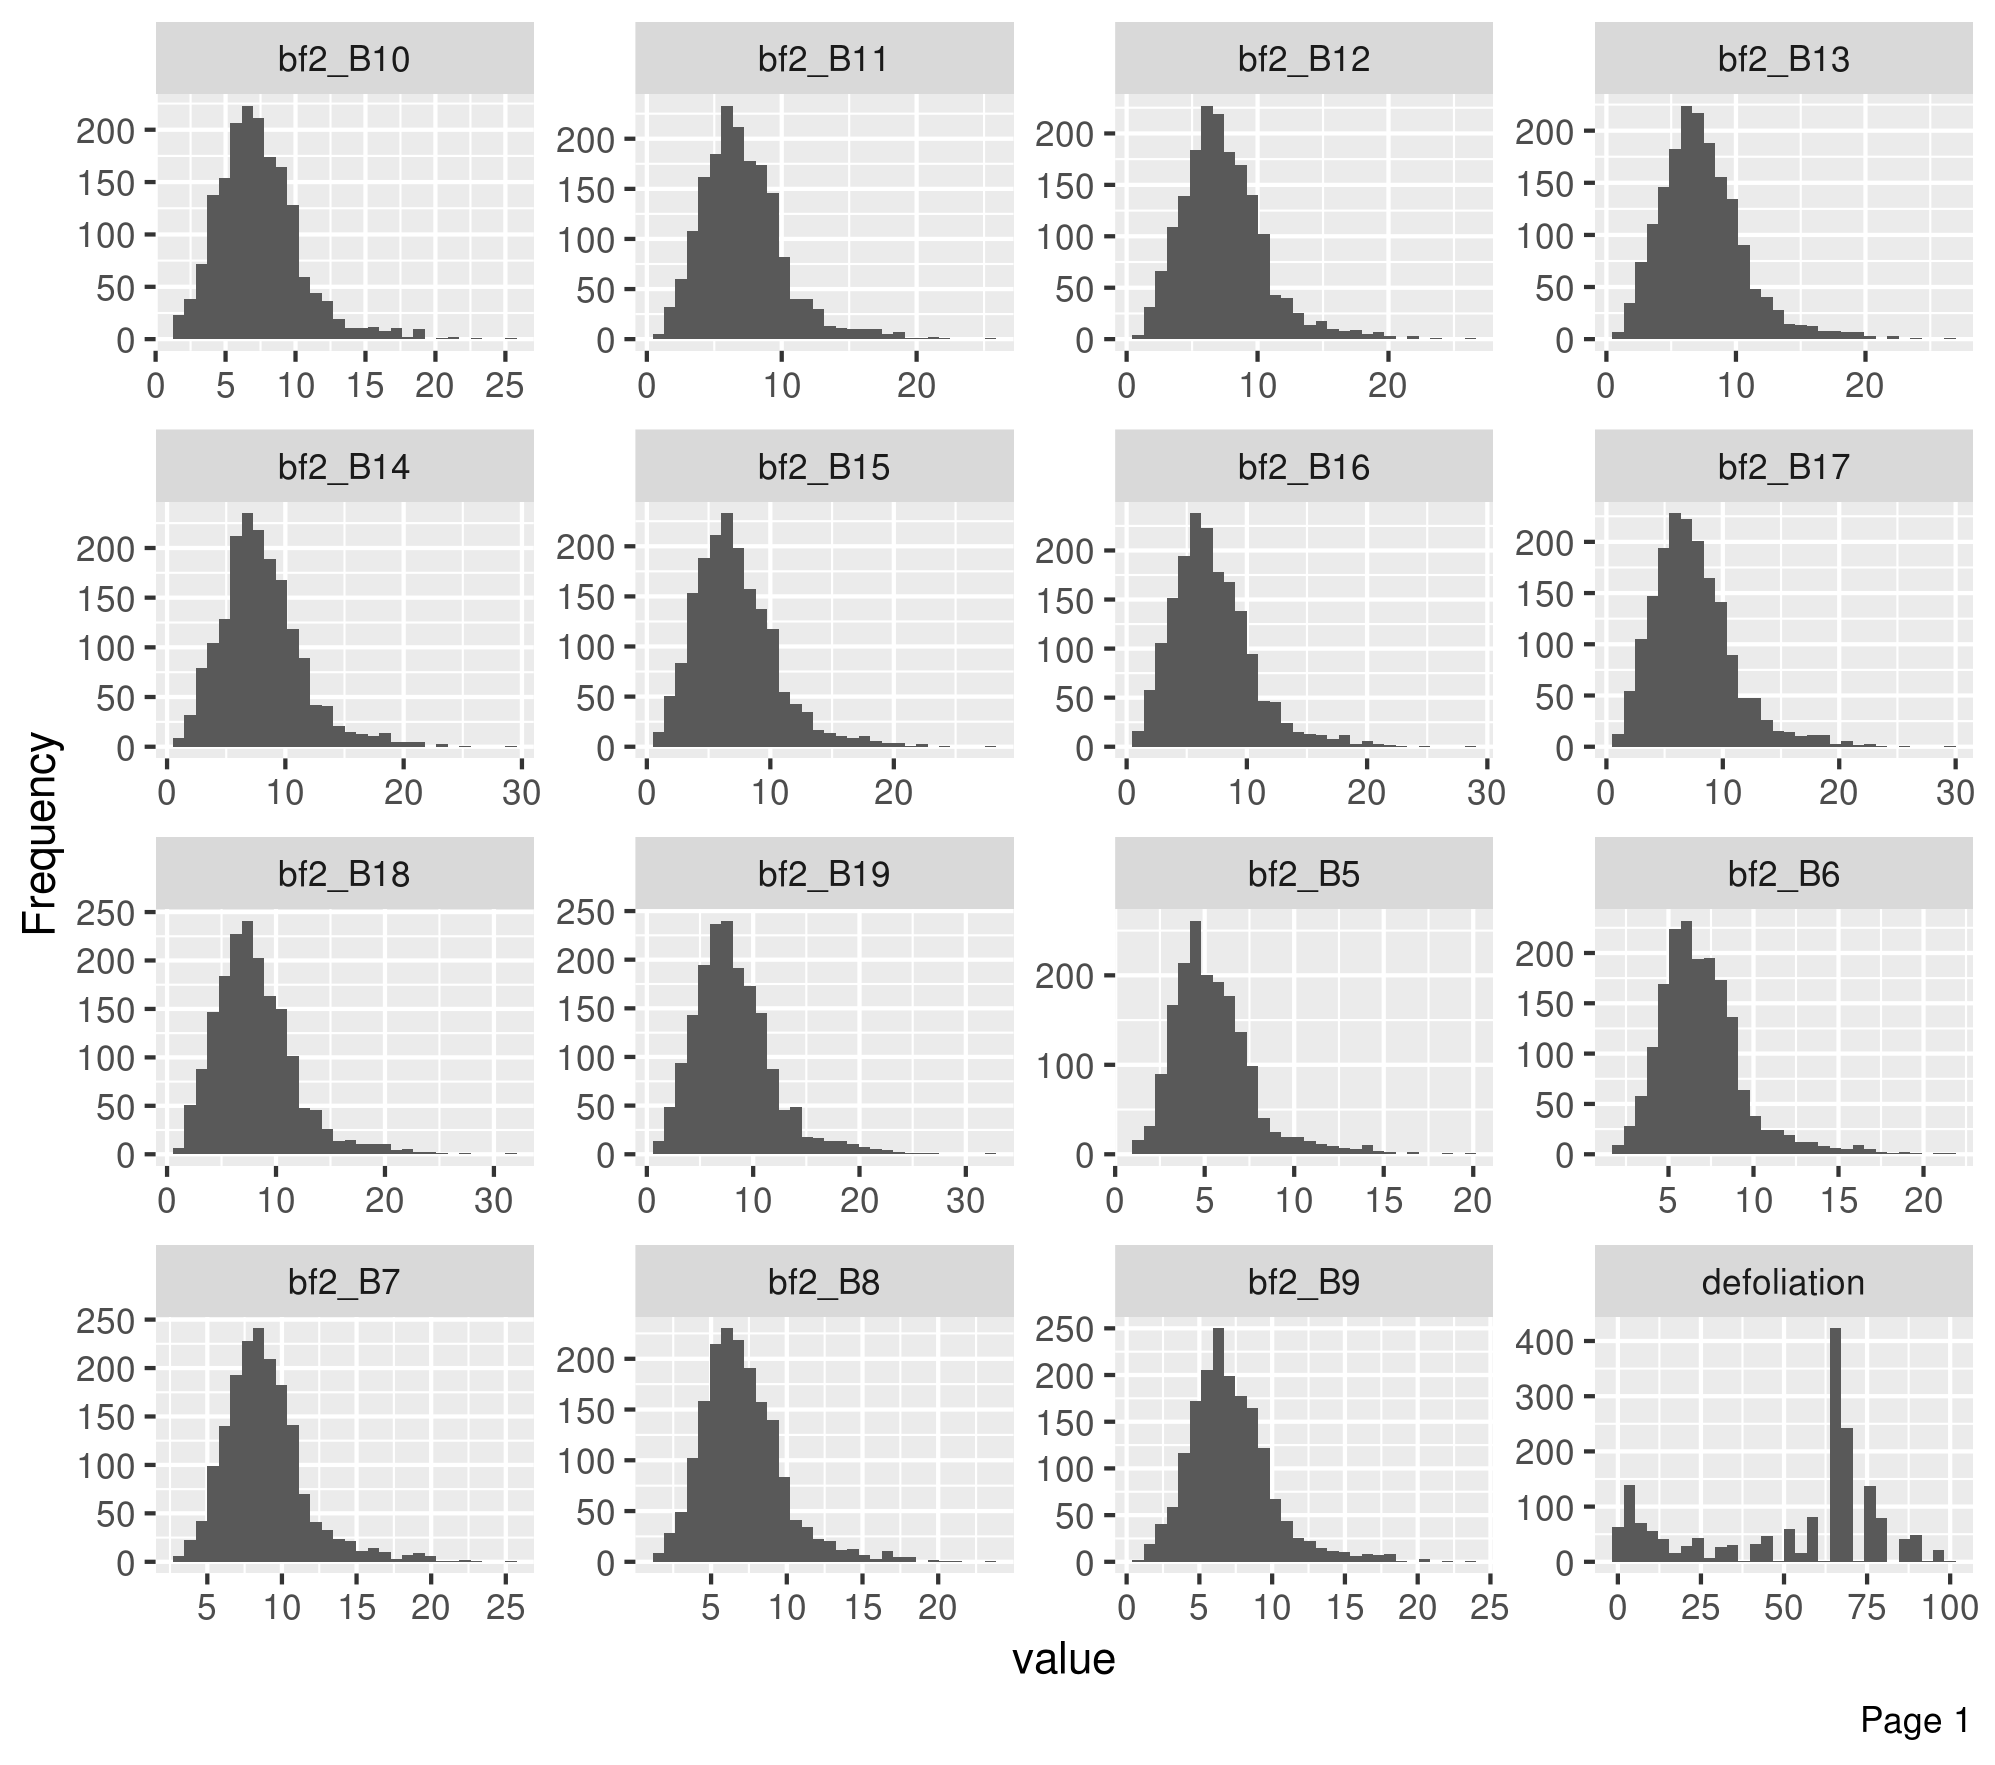 bf2_B10 bf2_B11 bf2_B12 bf2_B13
200 200 200 200
150 150 150 150
100 100 100 100
50 50 50 50
0 0 0 0
0 5 10 15 20 25 0 10 20 0 10 20 0 10 20
bf2_B14 bf2_B15 bf2_B16 bf2_B17
200 200 200 200
150 150 150 150
100 100 100 100
50 50 50 50
0 0 0 0
0 10 20 30 0 10 20 0 10 20 30 0 10 20 30
Frequency
bf2_B18 bf2_B19 bf2_B5 bf2_B6
250 250
200 200 200 200
150 150 150
100 100 100 100
50 50 50
0 0 0 0
0 10 20 30 0 10 20 30 0 5 10 15 20 5 10 15 20
bf2_B7 bf2_B8 bf2_B9 defoliation
250 250 400
200 200 200 300
150 150 150 200
100 100 100 100
50 50 50
0 0 0 0
5 10 15 20 25 5 10 15 20 0 5 10 15 20 25 0 25 50 75 100
value
Page 1